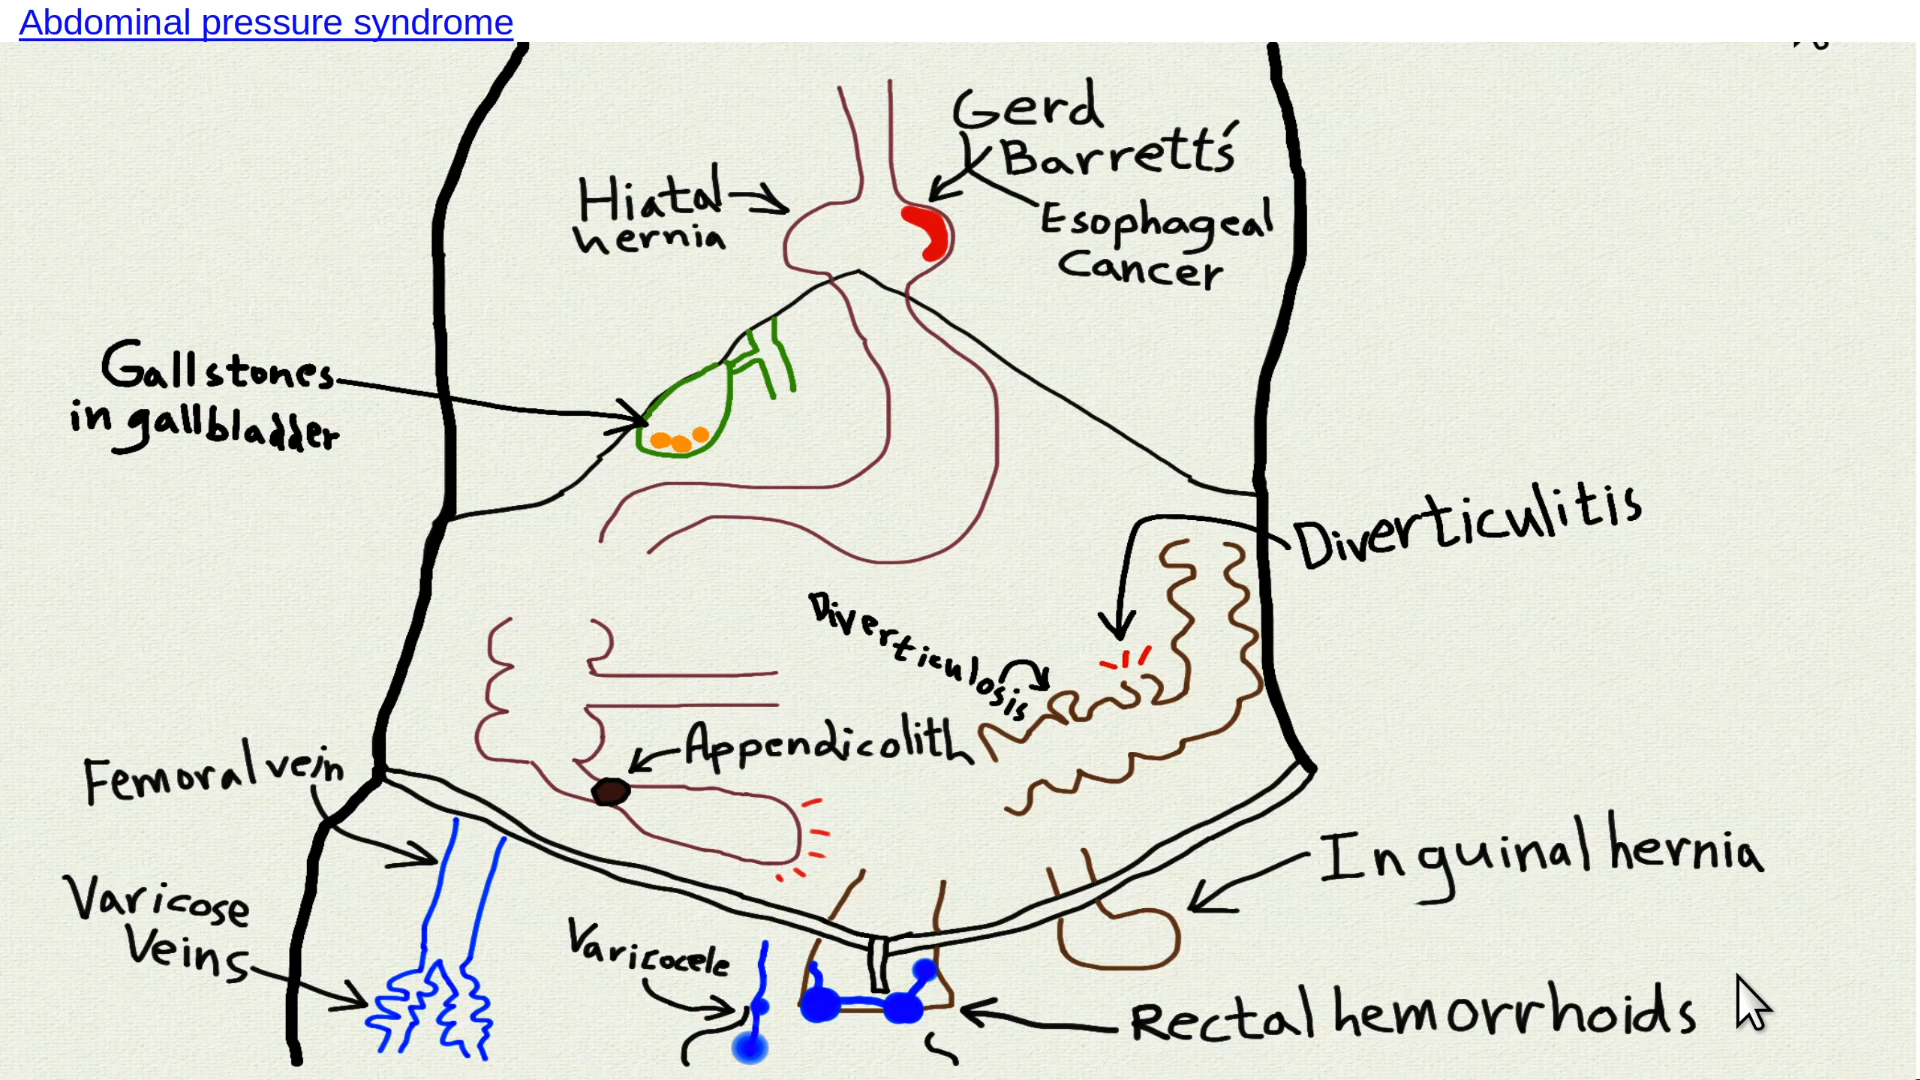 Abdominal pressure syndrome
Gerd
Barrett's
Esophageal
Cancer
Hiatal
hernia
Gallstones
in gallbladder
Diverticulitis
Diverticulosis
Appendicolith
Femoral vein
Varicose
Veins
Varicocele
Inguinal hernia
Rectal hemorrhoids